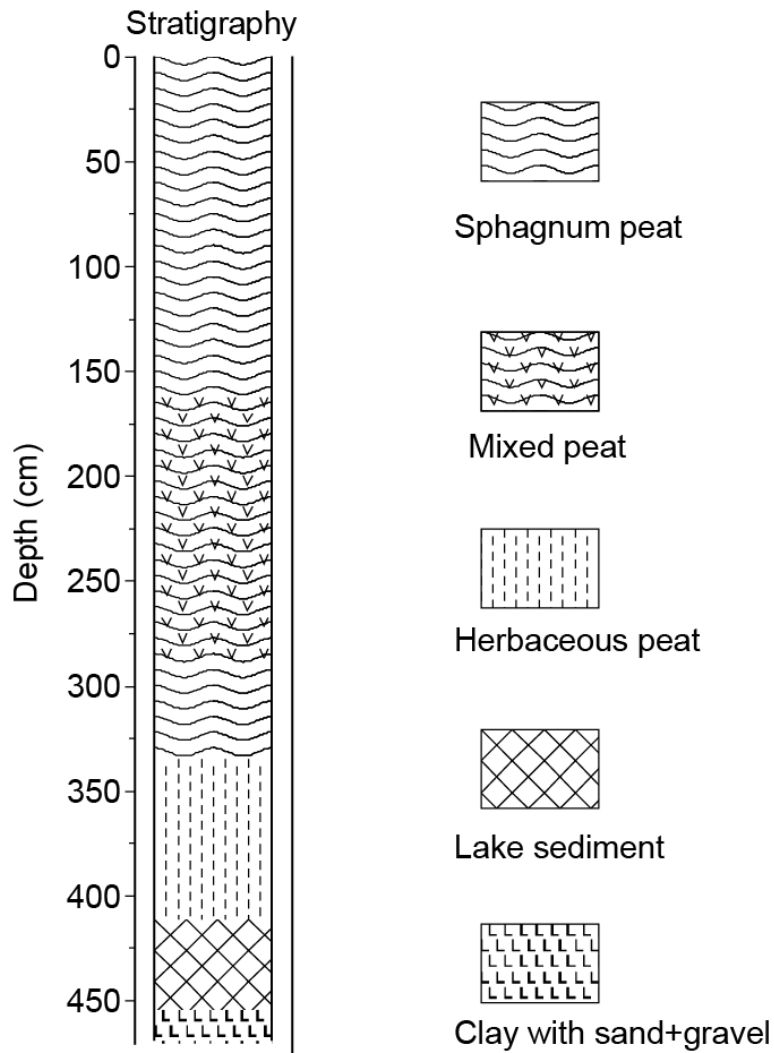 Stratigraphy
0
50
100
150
200
250
300
350
400
450
Depth (cm)
Sphagnum peat
Mixed peat
Herbaceous peat
Lake sediment
Clay with sand+gravel